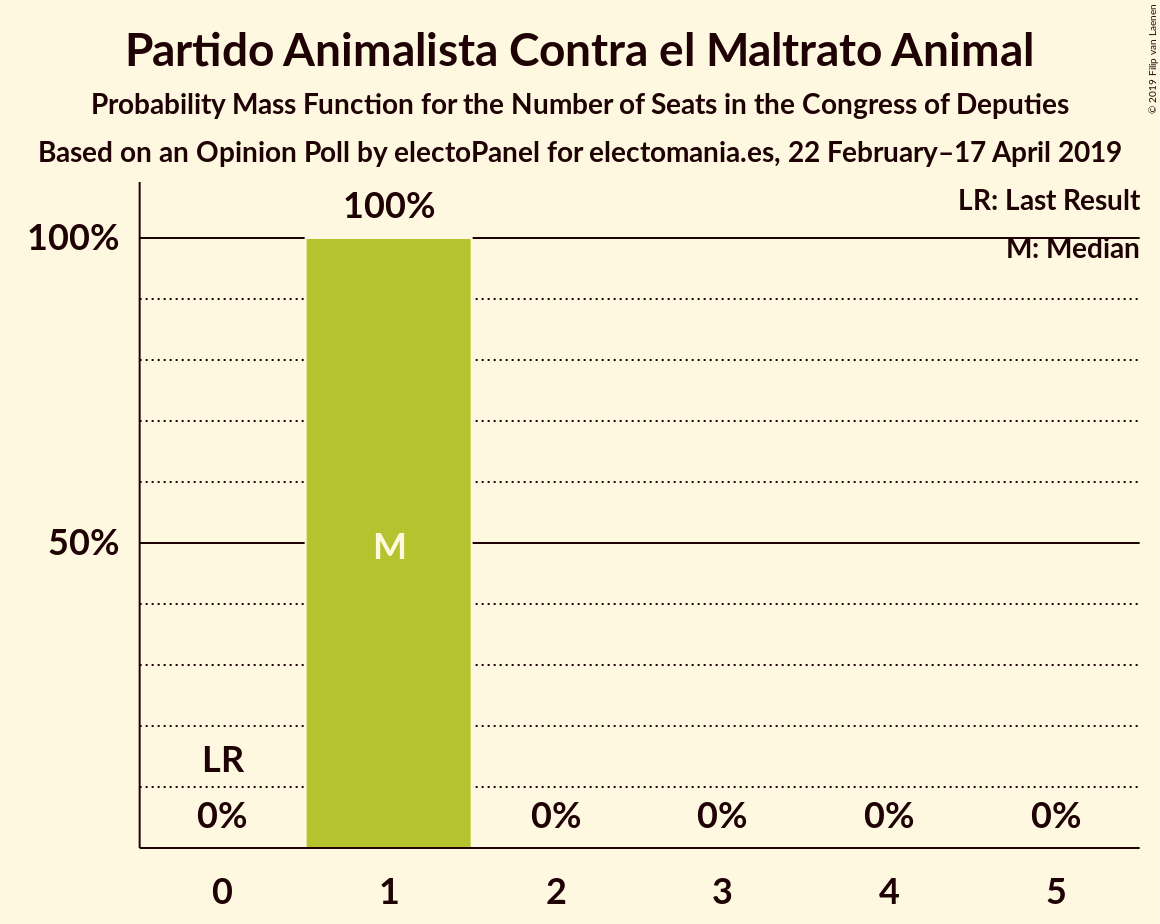 Partido Animalista Contra el Maltrato Animal
Probability Mass Function for the Number of Seats in the Congress of Deputies
Based on an Opinion Poll by electoPanel for electomania.es, 22 February–17 April 2019
© 2019 Filip van Laenen
LR: Last Result
M: Median
100%
100%
50%
M
LR
0%
0%
0%
0%
0%
0
1
2
3
4
5